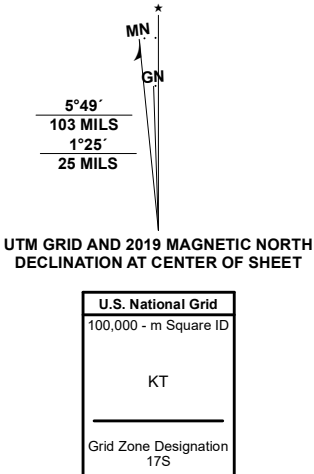 ★
MN
GN
5°49´
103 MILS
1°25´
25 MILS
UTM GRID AND 2019 MAGNETIC NORTH
DECLINATION AT CENTER OF SHEET
U.S. National Grid
100,000 - m Square ID
KT
Grid Zone Designation
17S